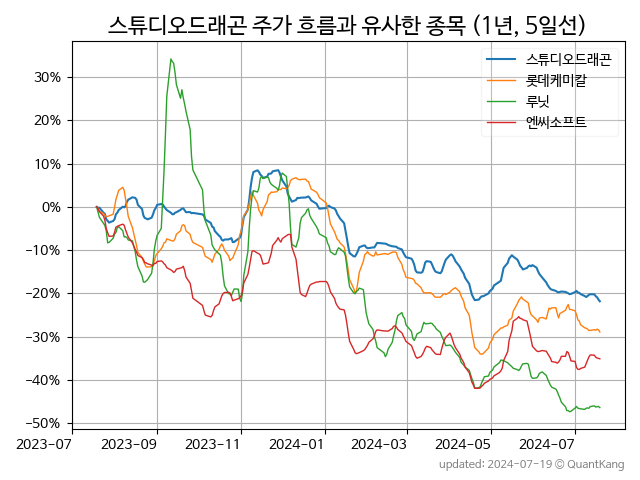 스튜디오드래곤 주가 흐름과 유사한 종목 (1년, 5일선)
스튜디오드래곤
롯데케미칼
루닛
엔씨소프트
30%
20%
10%
0%
−10%
−20%
−30%
−40%
−50%
2023-07 2023-09 2023-11 2024-01 2024-03 2024-05 2024-07
updated: 2024-07-19 © QuantKang